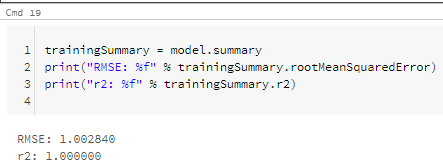 Cmd 19
1 trainingSummary = model.summary
2 print("RMSE: %f" % trainingSummary.rootMeanSquaredError)
3 print("r2: %f" % trainingSummary.r2)
4
RMSE: 1.002840
r2: 1.000000